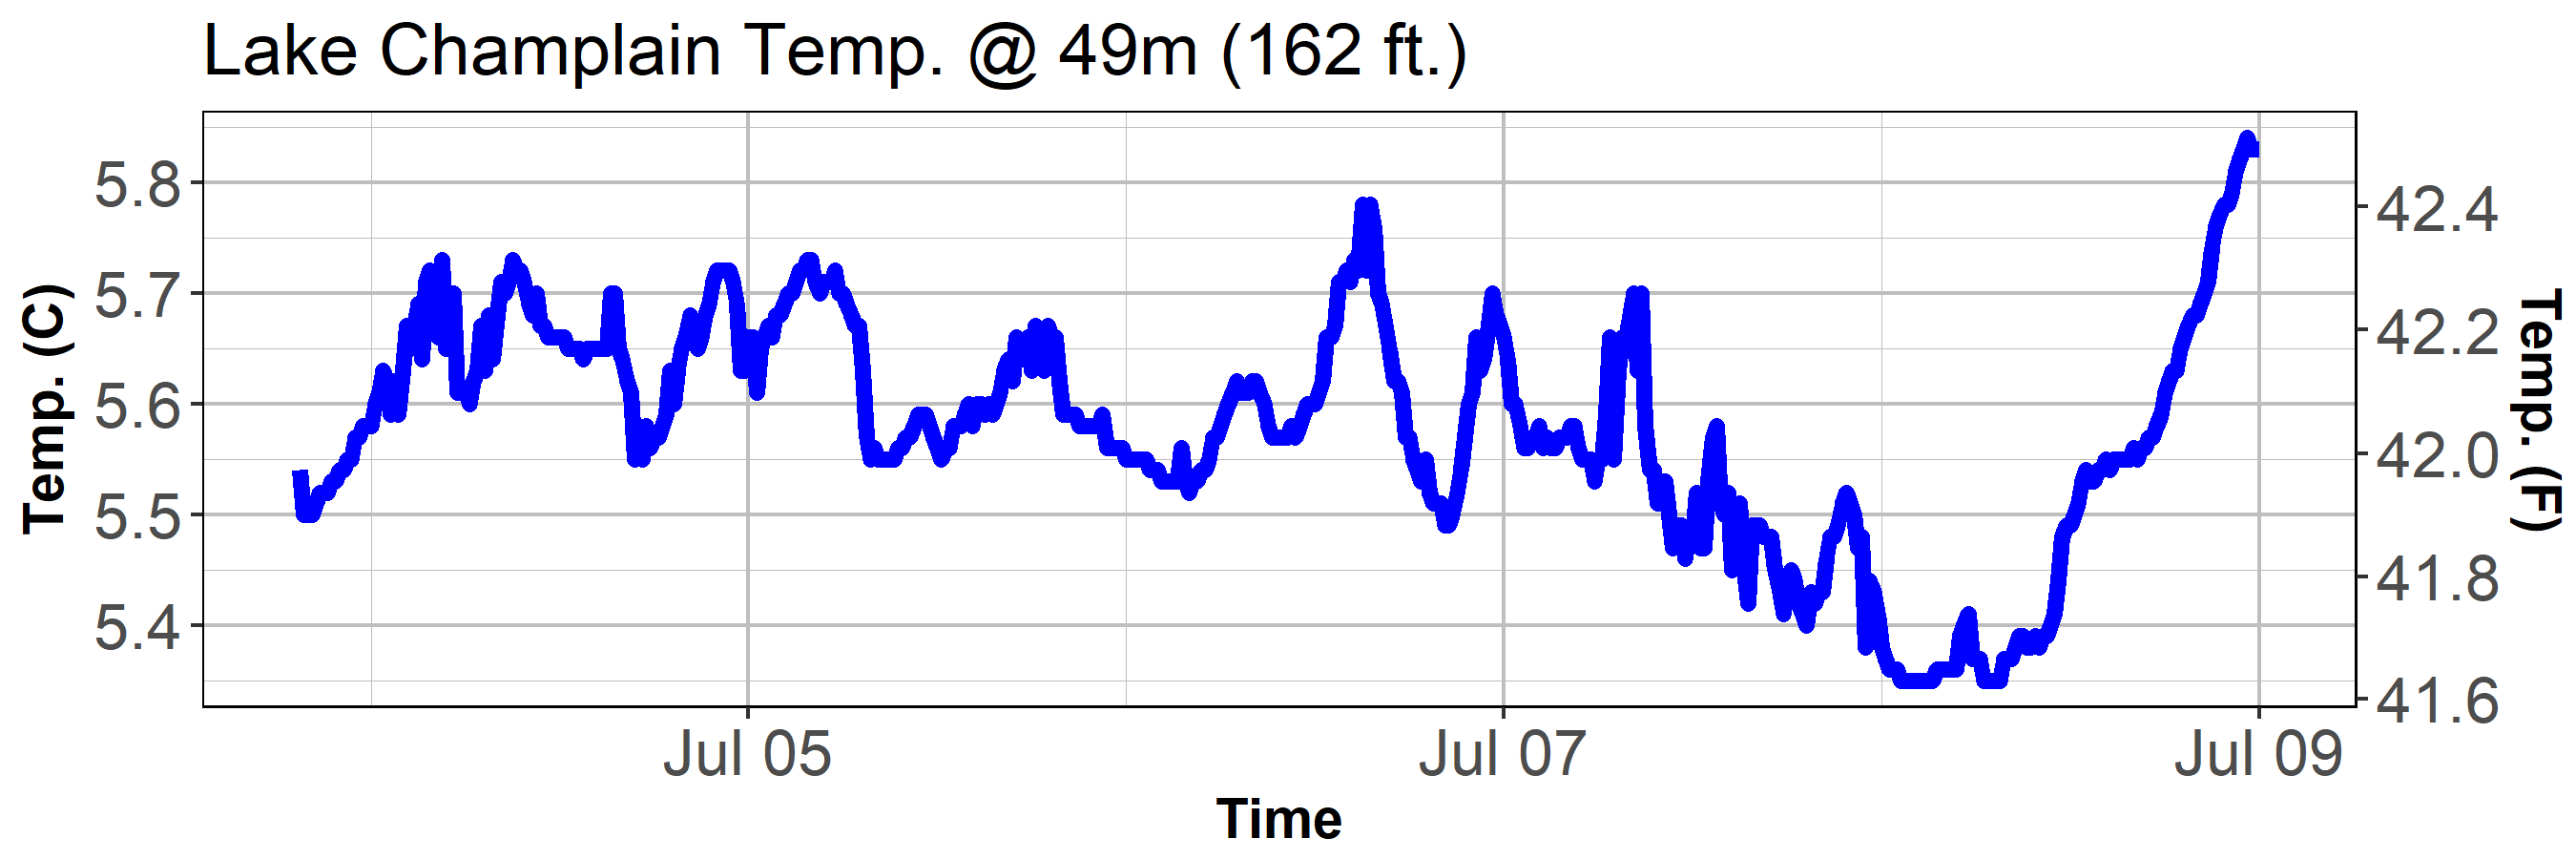 Lake Champlain Temp. @ 49m (162 ft.)
5.8
5.7
5.6
5.5
5.4
Temp. (C)
42.4
42.2
42.0
41.8
41.6
Temp. (F)
Jul 05
Jul 07
Jul 09
Time